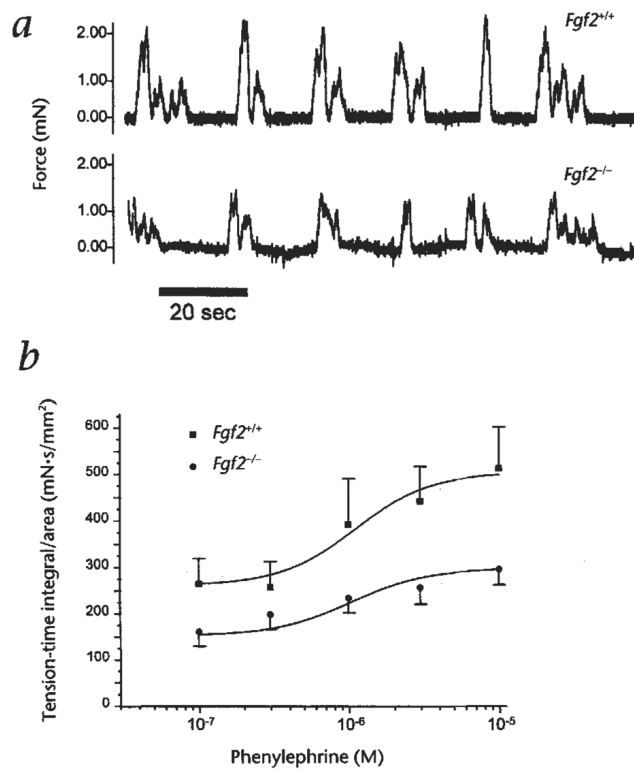 a
Fgf2+/+
2.00
1.00
0.00
Force (mN)
Fgf2-/-
2.00
1.00
0.00
20 sec
b
Tension-time integral/area (mN·s/mm²)
600
500
400
300
200
100
0
Fgf2+/+
Fgf2-/-
10-7
10-6
10-5
Phenylephrine (M)